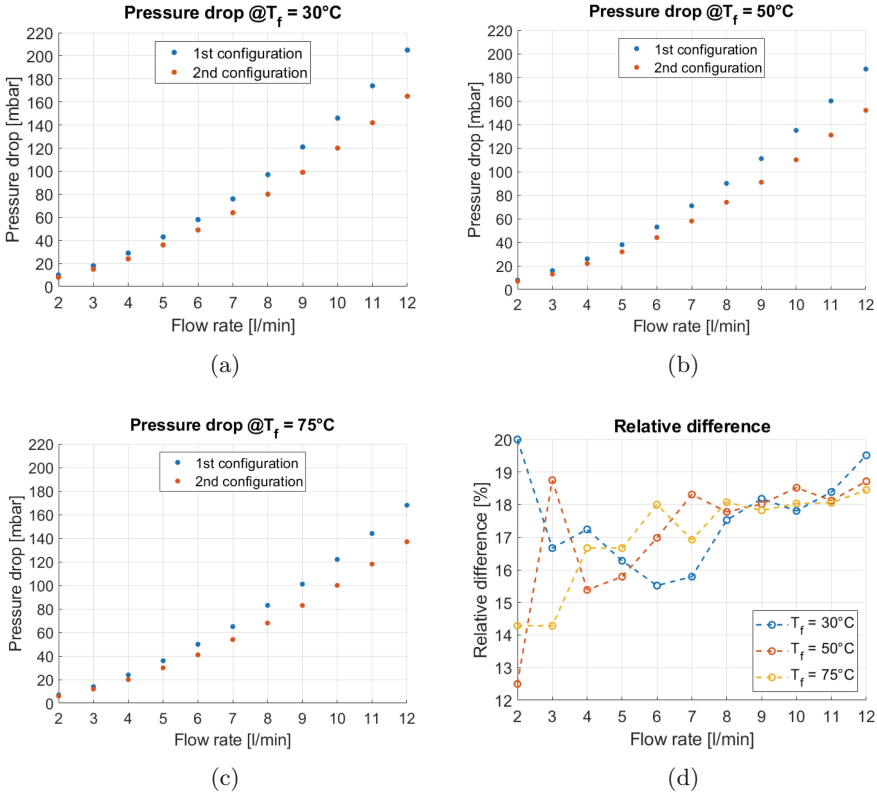 Pressure drop @T_f = 30°C
Pressure drop [mbar]
220
200
180
160
140
120
100
80
60
40
20
0
1st configuration
2nd configuration
2 3 4 5 6 7 8 9 10 11 12
Flow rate [l/min]
(a)
Pressure drop @T_f = 50°C
Pressure drop [mbar]
220
200
180
160
140
120
100
80
60
40
20
0
1st configuration
2nd configuration
2 3 4 5 6 7 8 9 10 11 12
Flow rate [l/min]
(b)
Pressure drop @T_f = 75°C
Pressure drop [mbar]
220
200
180
160
140
120
100
80
60
40
20
0
1st configuration
2nd configuration
2 3 4 5 6 7 8 9 10 11 12
Flow rate [l/min]
(c)
Relative difference
Relative difference [%]
20
19
18
17
16
15
14
13
12
T_f = 30°C
T_f = 50°C
T_f = 75°C
2 3 4 5 6 7 8 9 10 11 12
Flow rate [l/min]
(d)